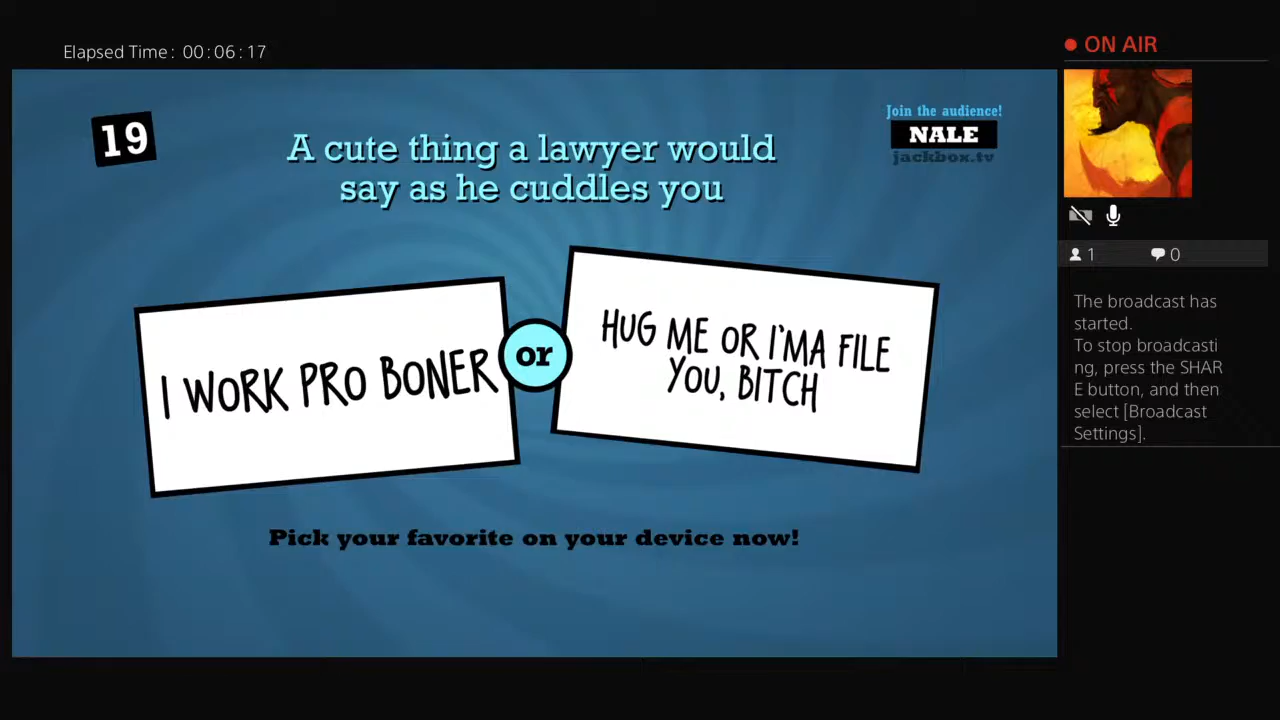 Elapsed Time: 00:06:17
ON AIR
19
A cute thing a lawyer would
say as he cuddles you
Join the audience!
NALE
jackbox.tv
I WORK PRO BONER
or
HUG ME OR I'MA FILE
YOU, BITCH
Pick your favorite on your device now!
1
0
The broadcast has
started.
To stop broadcasti
ng, press the SHAR
E button, and then
select [Broadcast
Settings].